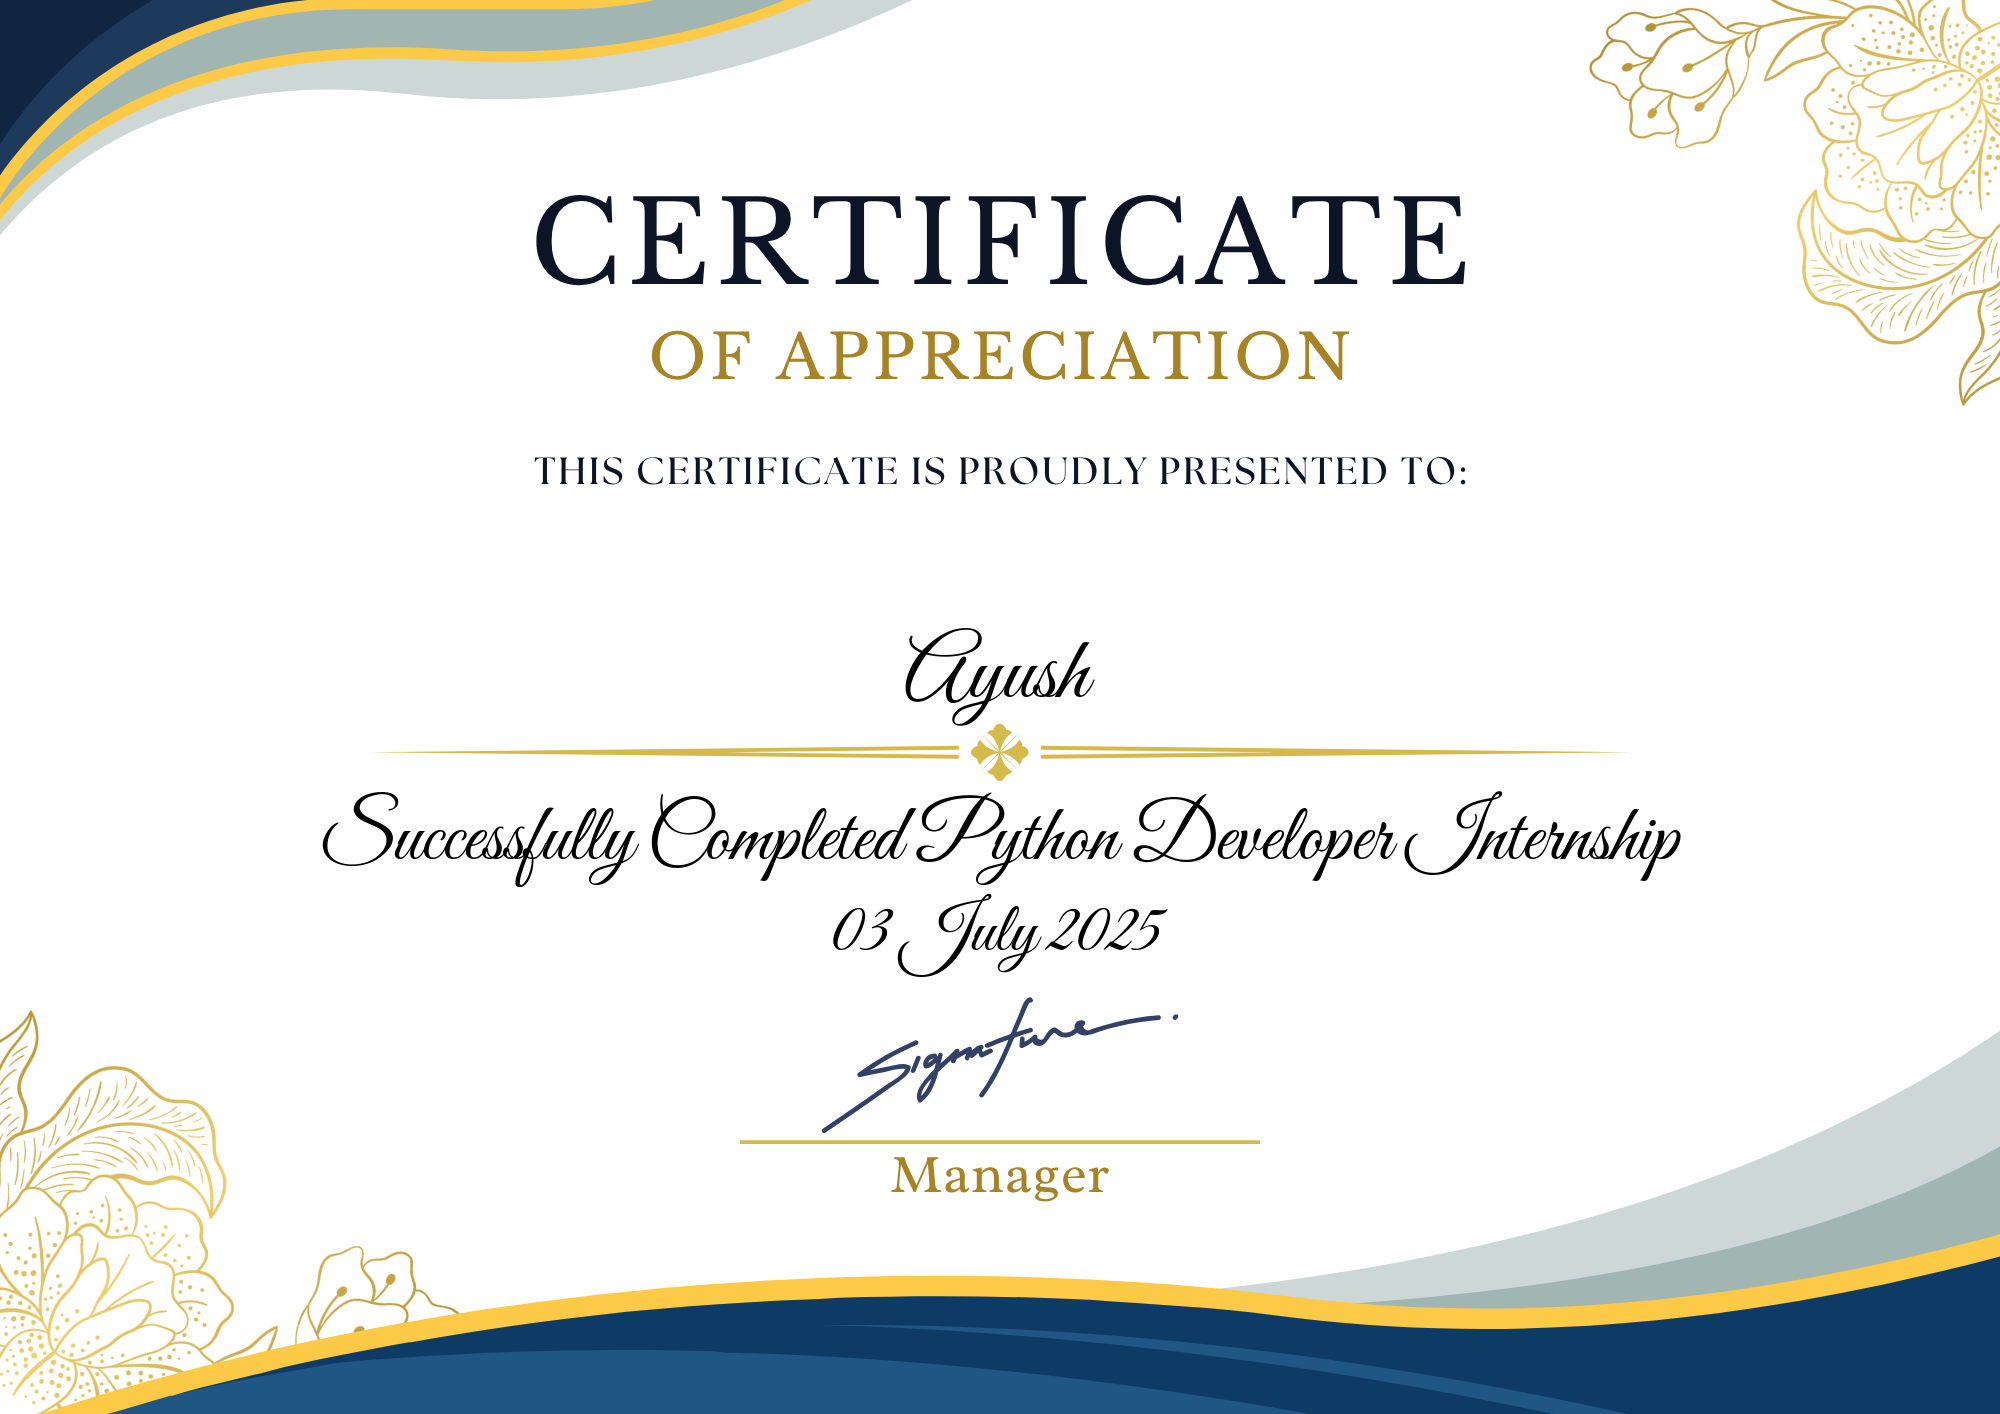 CERTIFICATE
OF APPRECIATION
THIS CERTIFICATE IS PROUDLY PRESENTED TO:
Ayush
Successfully Completed Python Developer Internship
03 July 2025
Signature
Manager